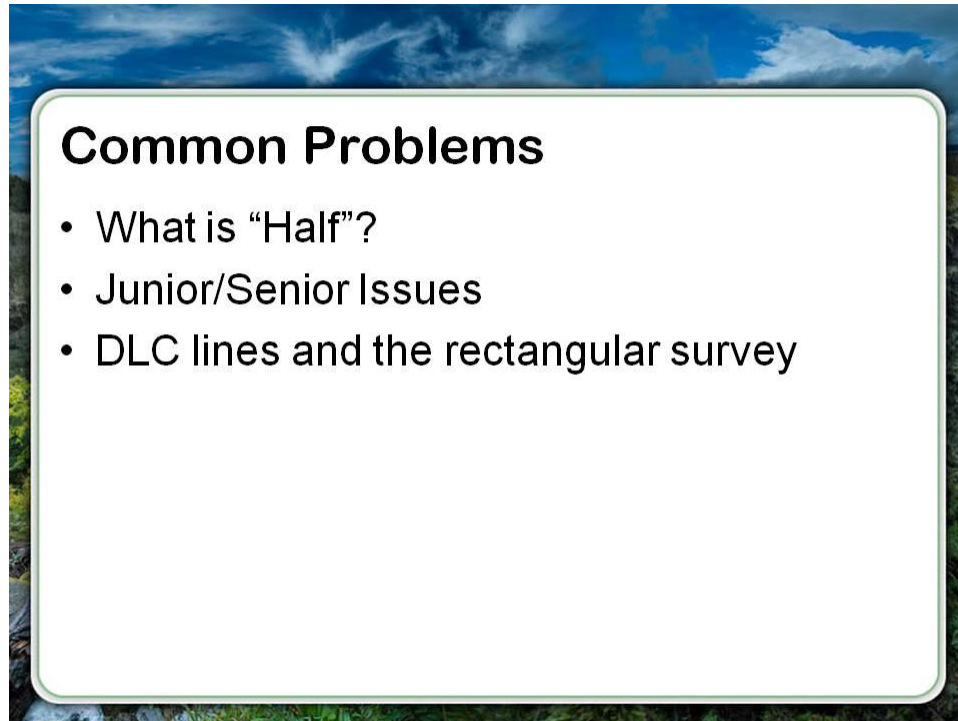 Common Problems
• What is “Half”?
• Junior/Senior Issues
• DLC lines and the rectangular survey